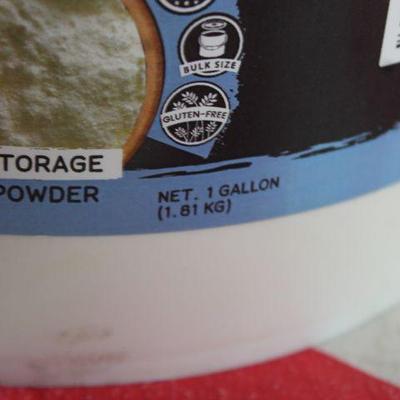 BULK SIZE
GLUTEN-FREE
TORAGE
POWDER
NET. 1 GALLON
(1.81 KG)